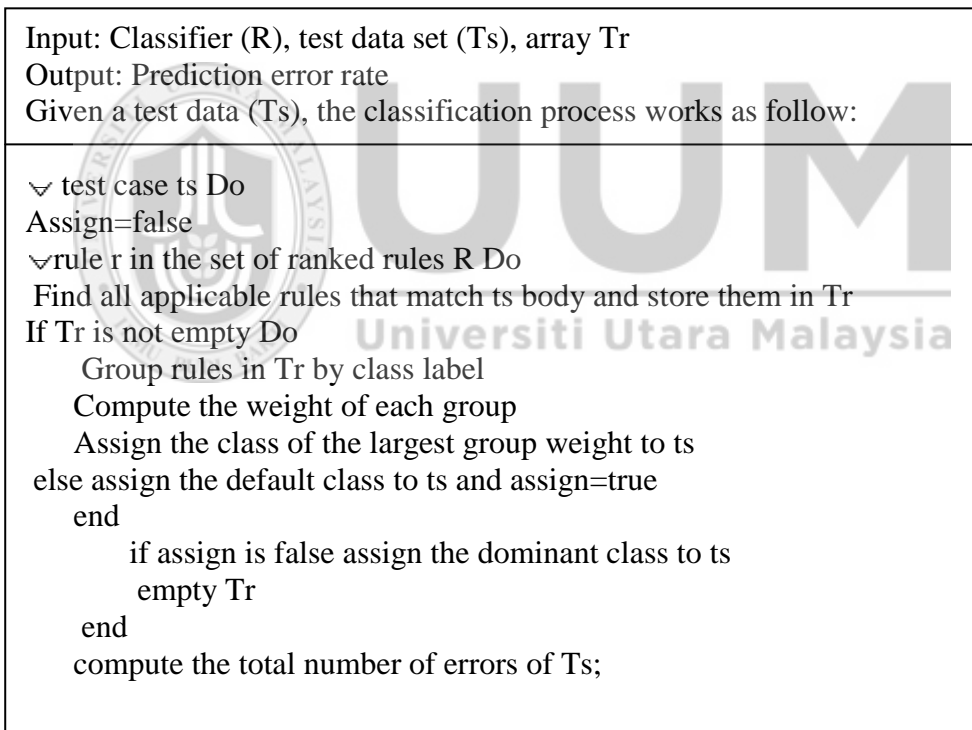 Input: Classifier (R), test data set (Ts), array Tr
Output: Prediction error rate
Given a test data (Ts), the classification process works as follow:
test case ts Do
Assign=false
rule r in the set of ranked rules R Do
Find all applicable rules that match ts body and store them in Tr
If Tr is not empty Do
Group rules in Tr by class label
Compute the weight of each group
Assign the class of the largest group weight to ts
else assign the default class to ts and assign=true
end
if assign is false assign the dominant class to ts
empty Tr
end
compute the total number of errors of Ts;
UUM
Universiti Utara Malaysia